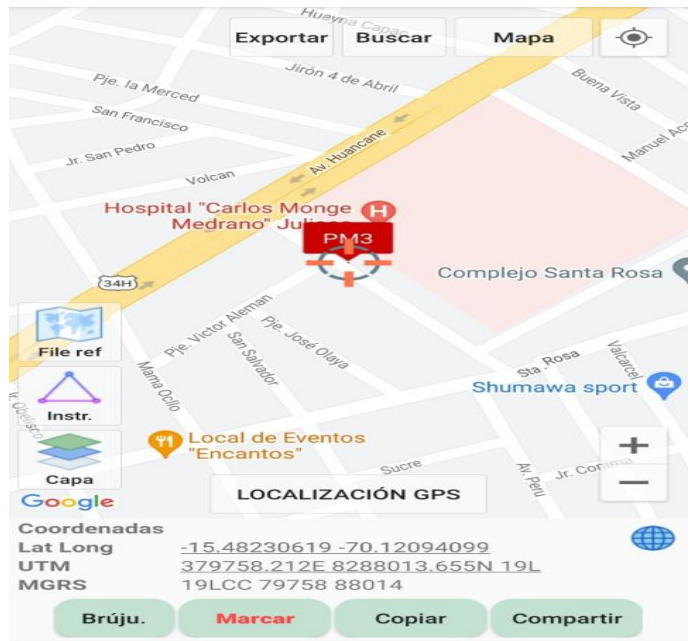 Huayna Capac
Exportar
Buscar
Mapa
Jirón 4 de Abril
Buena Vista
Pje. la Merced
San Francisco
Manuel
Jr. San Pedro
Av. Huancane
Volcan
Hospital "Carlos Monge
Medrano"
H
PM3
Complejo Santa Rosa
34H
File ref
Pje. Victor Aleman
San Salvador
Pje. José Olaya
Mama Ocllo
Sta. Rosa
Valcarcel
Shumawa sport
Instr.
Local de Eventos
"Encantos"
+
Capa
Sucre
Av. Perú
Jr.
−
Google
LOCALIZACIÓN GPS
Coordenadas
Lat Long -15.48230619 -70.12094099
UTM 379758.212E 8288013.655N 19L
MGRS 19LCC 79758 88014
Brúju.
Marcar
Copiar
Compartir